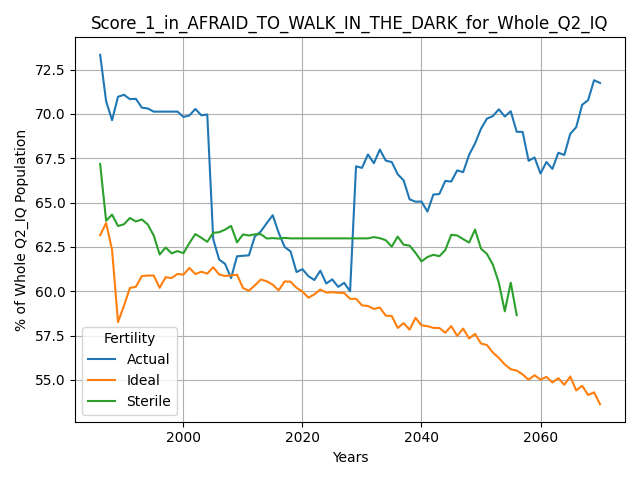 Score_1_in_AFRAID_TO_WALK_IN_THE_DARK_for_Whole_Q2_IQ
% of Whole Q2_IQ Population
72.5
70.0
67.5
65.0
62.5
60.0
57.5
55.0
Fertility
Actual
Ideal
Sterile
2000
2020
2040
2060
Years